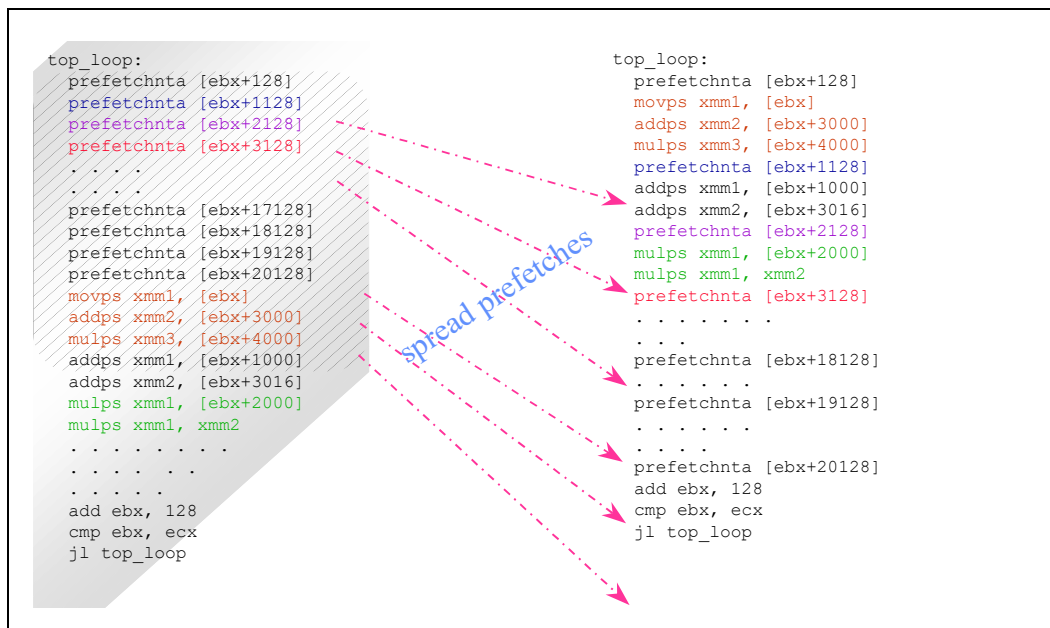 top_loop:
prefetchnta [ebx+128]
prefetchnta [ebx+1128]
prefetchnta [ebx+2128]
prefetchnta [ebx+3128]
. . . .
. . . .
prefetchnta [ebx+17128]
prefetchnta [ebx+18128]
prefetchnta [ebx+19128]
prefetchnta [ebx+20128]
movps xmm1, [ebx]
addps xmm2, [ebx+3000]
mulps xmm3, [ebx+4000]
addps xmm1, [ebx+1000]
addps xmm2, [ebx+3016]
mulps xmm1, [ebx+2000]
mulps xmm1, xmm2
. . . . . . . .
. . . . . .
. . . . .
add ebx, 128
cmp ebx, ecx
jl top_loop
spread prefetches
top_loop:
prefetchnta [ebx+128]
movps xmm1, [ebx]
addps xmm2, [ebx+3000]
mulps xmm3, [ebx+4000]
prefetchnta [ebx+1128]
addps xmm1, [ebx+1000]
addps xmm2, [ebx+3016]
prefetchnta [ebx+2128]
mulps xmm1, [ebx+2000]
mulps xmm1, xmm2
prefetchnta [ebx+3128]
. . . . . . .
. . .
prefetchnta [ebx+18128]
. . . . . .
prefetchnta [ebx+19128]
. . . . . .
. . . .
prefetchnta [ebx+20128]
add ebx, 128
cmp ebx, ecx
jl top_loop